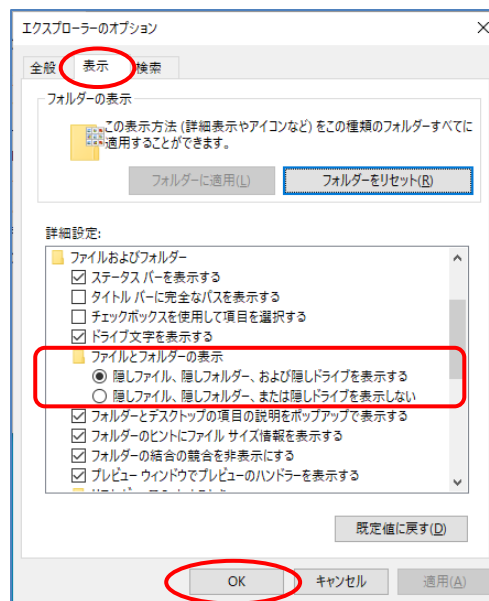 エクスプローラーのオプション
全般 表示 検索
フォルダーの表示
この表示方法 (詳細表示やアイコンなど) をこの種類のフォルダーすべてに
適用することができます。
フォルダーに適用(L) フォルダーをリセット(R)
詳細設定:
ファイルおよびフォルダー
ステータス バーを表示する
タイトル バーに完全なパスを表示する
チェックボックスを使用して項目を選択する
ドライブ文字を表示する
ファイルとフォルダーの表示
隠しファイル、隠しフォルダー、および隠しドライブを表示する
隠しファイル、隠しフォルダー、または隠しドライブを表示しない
フォルダーとデスクトップの項目の説明をポップアップで表示する
フォルダーのヒントにファイル サイズ情報を表示する
フォルダーの結合の競合を非表示にする
プレビュー ウィンドウでプレビューのハンドラーを表示する
既定値に戻す(D)
OK キャンセル 適用(A)